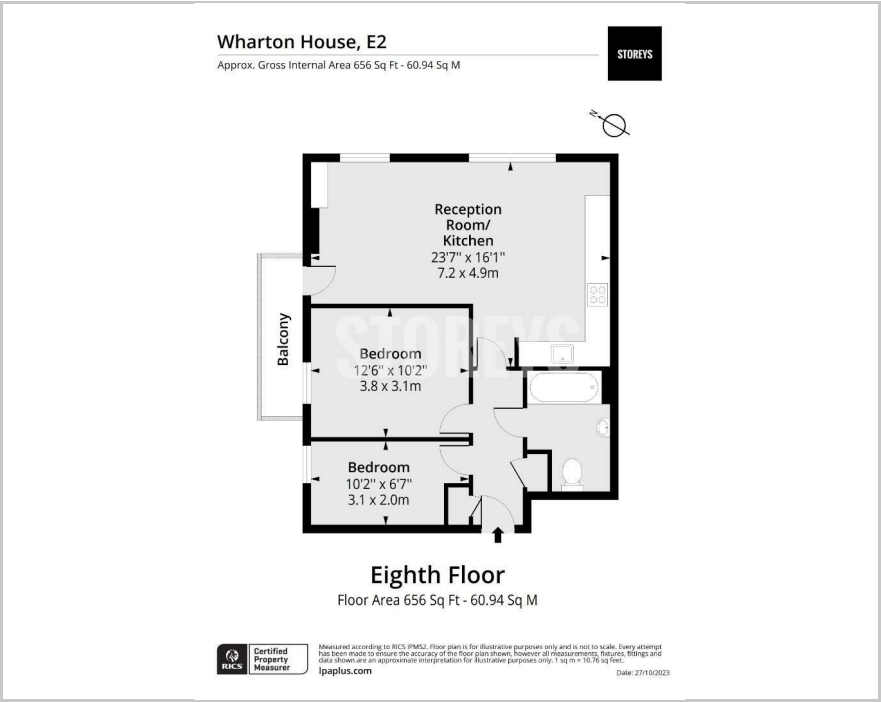 Wharton House, E2
Approx. Gross Internal Area 656 Sq Ft - 60.94 Sq M
STOREYS
N
Reception
Room/
Kitchen
23'7" x 16'1"
7.2 x 4.9m
Balcony
STOREYS
Bedroom
12'6" x 10'2"
3.8 x 3.1m
Bedroom
10'2" x 6'7"
3.1 x 2.0m
Eighth Floor
Floor Area 656 Sq Ft - 60.94 Sq M
RICS
Certified
Property
Measurer
Measured according to RICS IPMS2. Floor plan is for illustrative purposes only and is not to scale. Every attempt
has been made to ensure the accuracy of the floor plan shown, however all measurements, fixtures, fittings and
data shown are an approximate interpretation for illustrative purposes only. 1 sq m = 10.76 sq feet.
lpaplus.com
Date: 27/10/2023